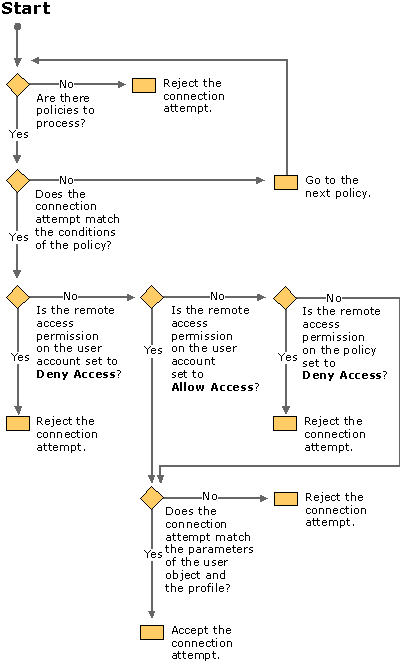 Start
No
Are there
policies to
process?
Reject the
connection
attempt.
Yes
No
Does the
connection
attempt match
the conditions
of the policy?
Go to the
next policy.
Yes
No
Is the remote
access
permission
on the user
account set to
Deny Access?
No
Is the remote
access
permission
on the user
account
set to
Allow Access?
No
Is the remote
access
permission
on the policy
set to
Deny Access?
Yes
Yes
Yes
Reject the
connection
attempt.
Reject the
connection
attempt.
No
Does the
connection
attempt match
the parameters
of the user
object and
the profile?
Reject the
connection
attempt.
Yes
Accept the
connection
attempt.